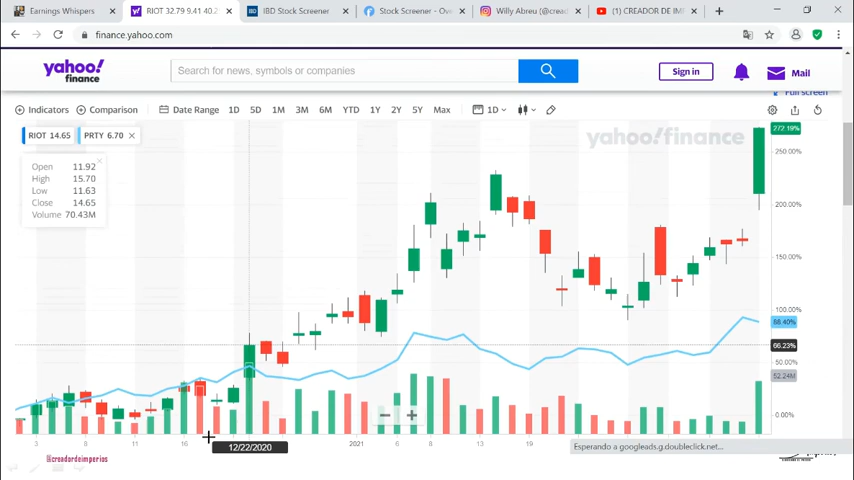 Earnings Whispers
RIOT 32.79 9.41 40.2
IBD Stock Screener
Stock Screener - Ove
Willy Abreu (@cread
(1) CREADOR DE IMP
finance.yahoo.com
yahoo!
finance
Search for news, symbols or companies
Sign in
Mail
Full screen
Indicators
Comparison
Date Range
1D
5D
1M
3M
6M
YTD
1Y
2Y
5Y
Max
1D
RIOT 14.65
PRTY 6.70
yahoo!finance
272.19%
Open 11.92
High 15.70
Low 11.63
Close 14.65
Volume 70.43M
250.00%
200.00%
150.00%
100.00%
88.40%
66.23%
50.00%
52.24M
0.00%
3
8
11
16
12/22/2020
2021
6
8
13
19
Esperando a googleads.g.doubleclick.net...
@creadordeimperios